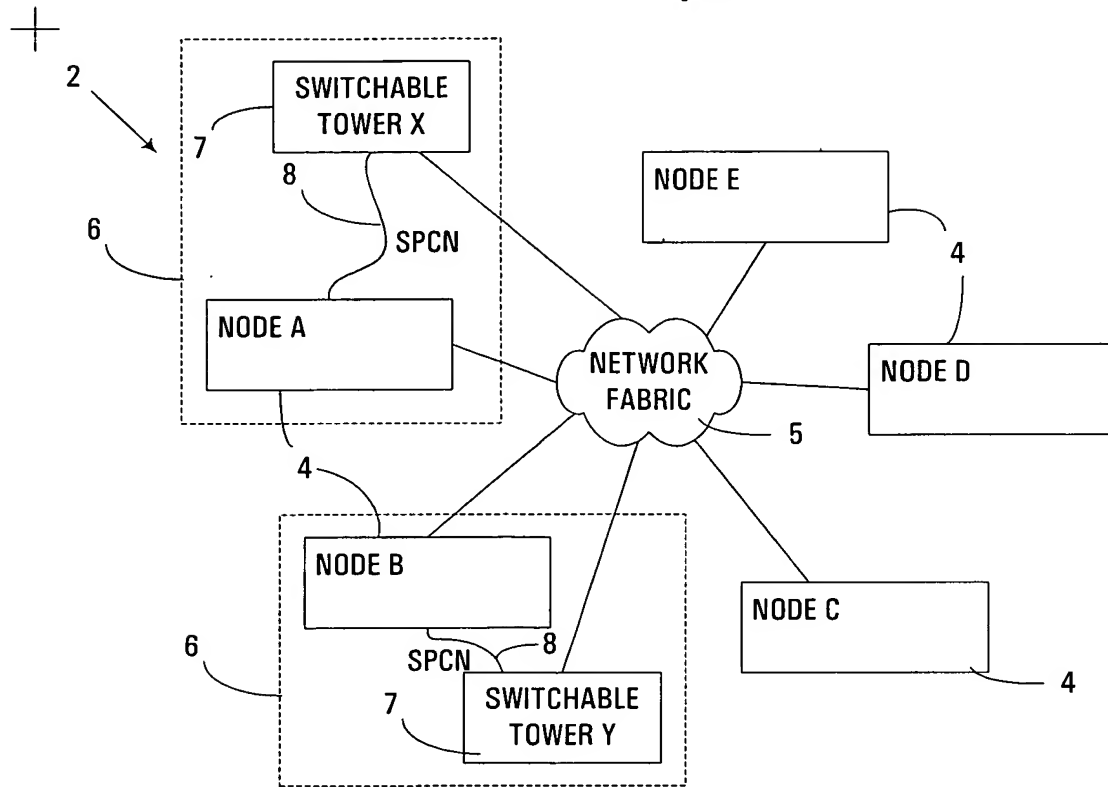 2
SWITCHABLE
TOWER X
7
8
SPCN
6
NODE A
NODE E
4
NETWORK
FABRIC
NODE D
5
4
NODE B
NODE C
8
SPCN
6
4
7
SWITCHABLE
TOWER Y